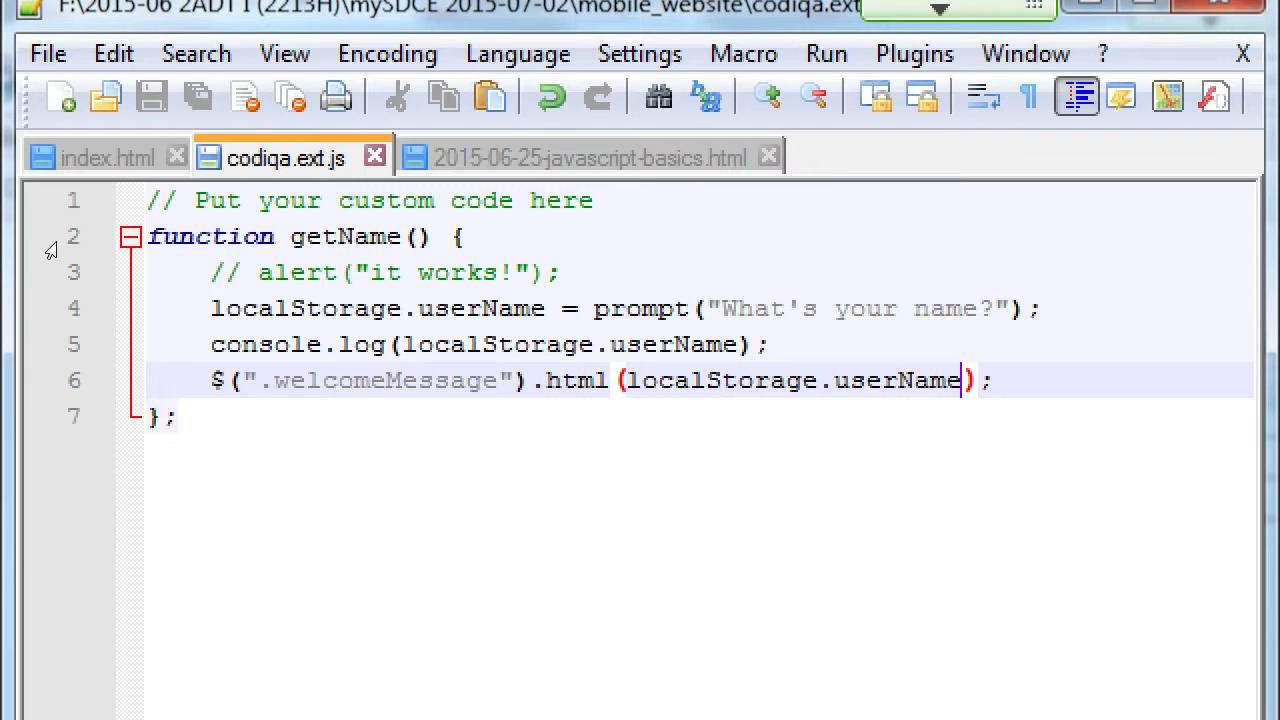 F:\2015-06 2ADT I (2213H)\mySDCE 2015-07-02\mobile_website\codiqa.ext
File Edit Search View Encoding Language Settings Macro Run Plugins Window ? X
index.html codiqa.ext.js 2015-06-25-javascript-basics.html
1 // Put your custom code here
2 function getName() {
3 // alert("it works!");
4 localStorage.userName = prompt("What's your name?");
5 console.log(localStorage.userName);
6 $(".welcomeMessage").html(localStorage.userName);
7 };